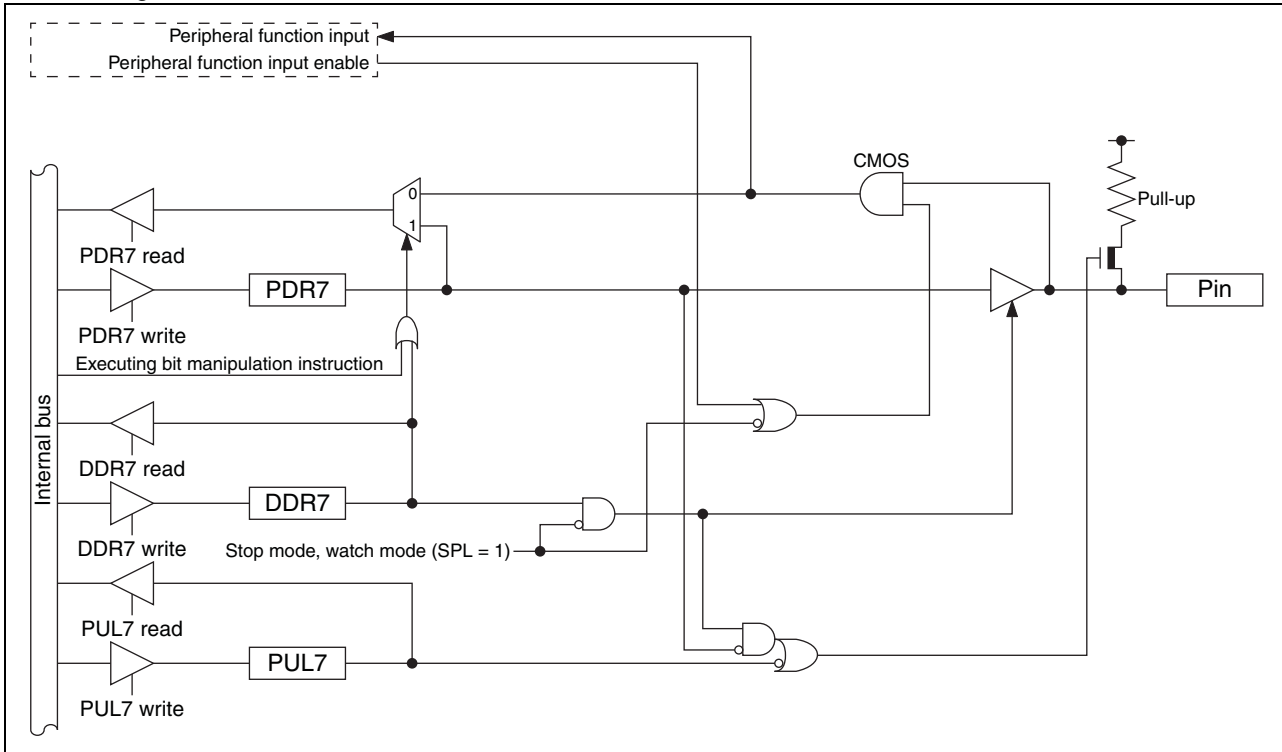 Peripheral function input
Peripheral function input enable
CMOS
0
Pull-up
1
PDR7 read
PDR7
Pin
PDR7 write
Executing bit manipulation instruction
Internal bus
DDR7 read
DDR7
DDR7 write
Stop mode, watch mode (SPL = 1)
PUL7 read
PUL7
PUL7 write